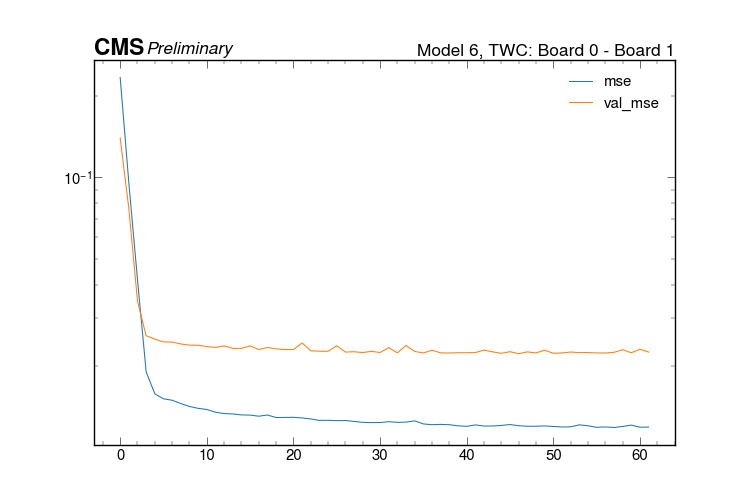 CMS Preliminary
Model 6, TWC: Board 0 - Board 1
mse
val_mse
10⁻¹
0 10 20 30 40 50 60